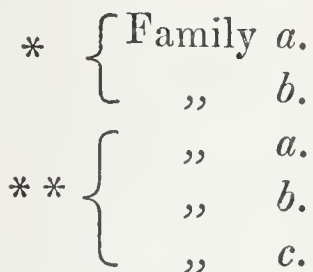 * { Family a.
„ b.
** { „ a.
„ b.
„ c.